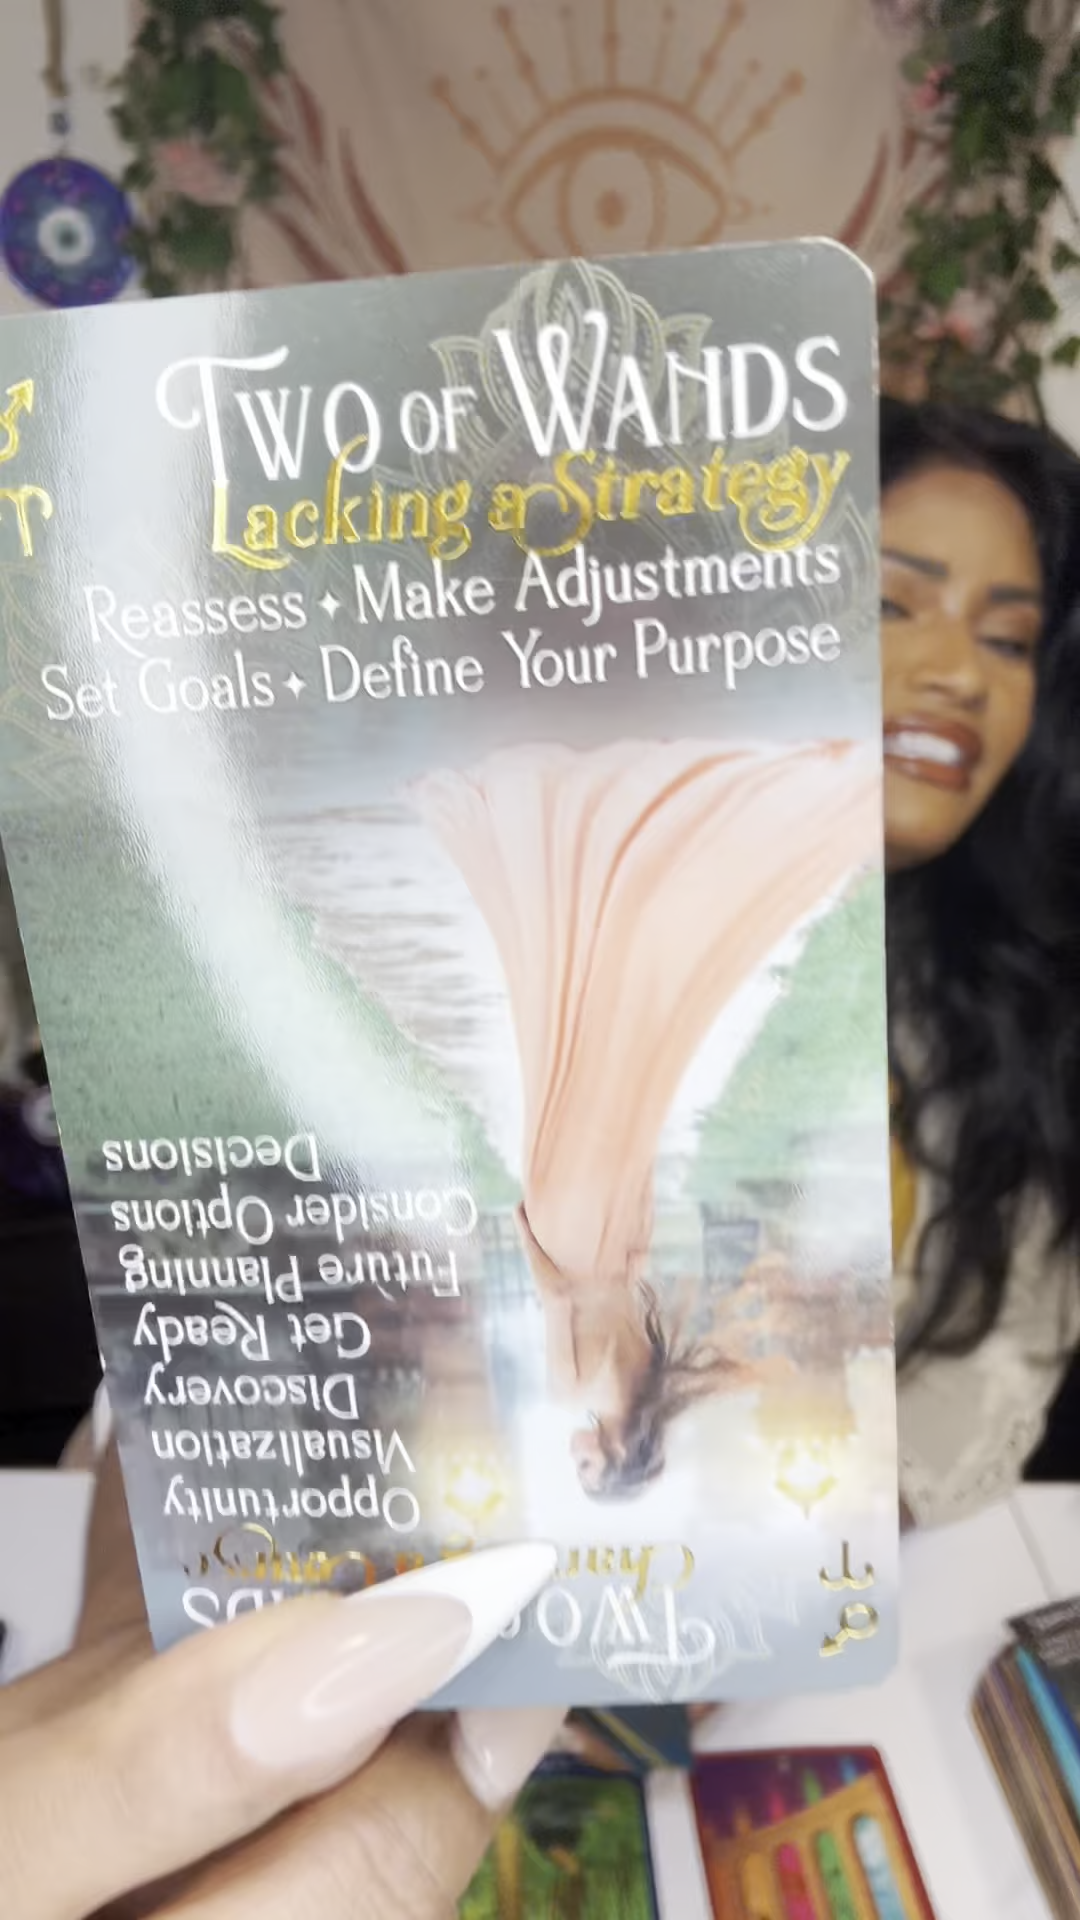 Two of Wands
Lacking a Strategy
Reassess ✦ Make Adjustments
Set Goals ✦ Define Your Purpose
Decisions
Consider Options
Future Planning
Get Ready
Discovery
Visualization
Opportunity
Two